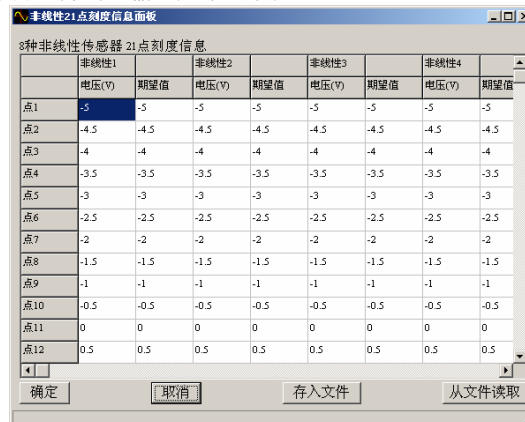 非线性21点刻度信息面板
8种非线性传感器 21点刻度信息
非线性1 非线性2 非线性3 非线性4
电压(V) 期望值 电压(V) 期望值 电压(V) 期望值 电压(V) 期望值
点1 -5 -5 -5 -5 -5 -5 -5 -5
点2 -4.5 -4.5 -4.5 -4.5 -4.5 -4.5 -4.5 -4.5
点3 -4 -4 -4 -4 -4 -4 -4 -4
点4 -3.5 -3.5 -3.5 -3.5 -3.5 -3.5 -3.5 -3.5
点5 -3 -3 -3 -3 -3 -3 -3 -3
点6 -2.5 -2.5 -2.5 -2.5 -2.5 -2.5 -2.5 -2.5
点7 -2 -2 -2 -2 -2 -2 -2 -2
点8 -1.5 -1.5 -1.5 -1.5 -1.5 -1.5 -1.5 -1.5
点9 -1 -1 -1 -1 -1 -1 -1 -1
点10 -0.5 -0.5 -0.5 -0.5 -0.5 -0.5 -0.5 -0.5
点11 0 0 0 0 0 0 0 0
点12 0.5 0.5 0.5 0.5 0.5 0.5 0.5 0.5
确定 取消 存入文件 从文件读取